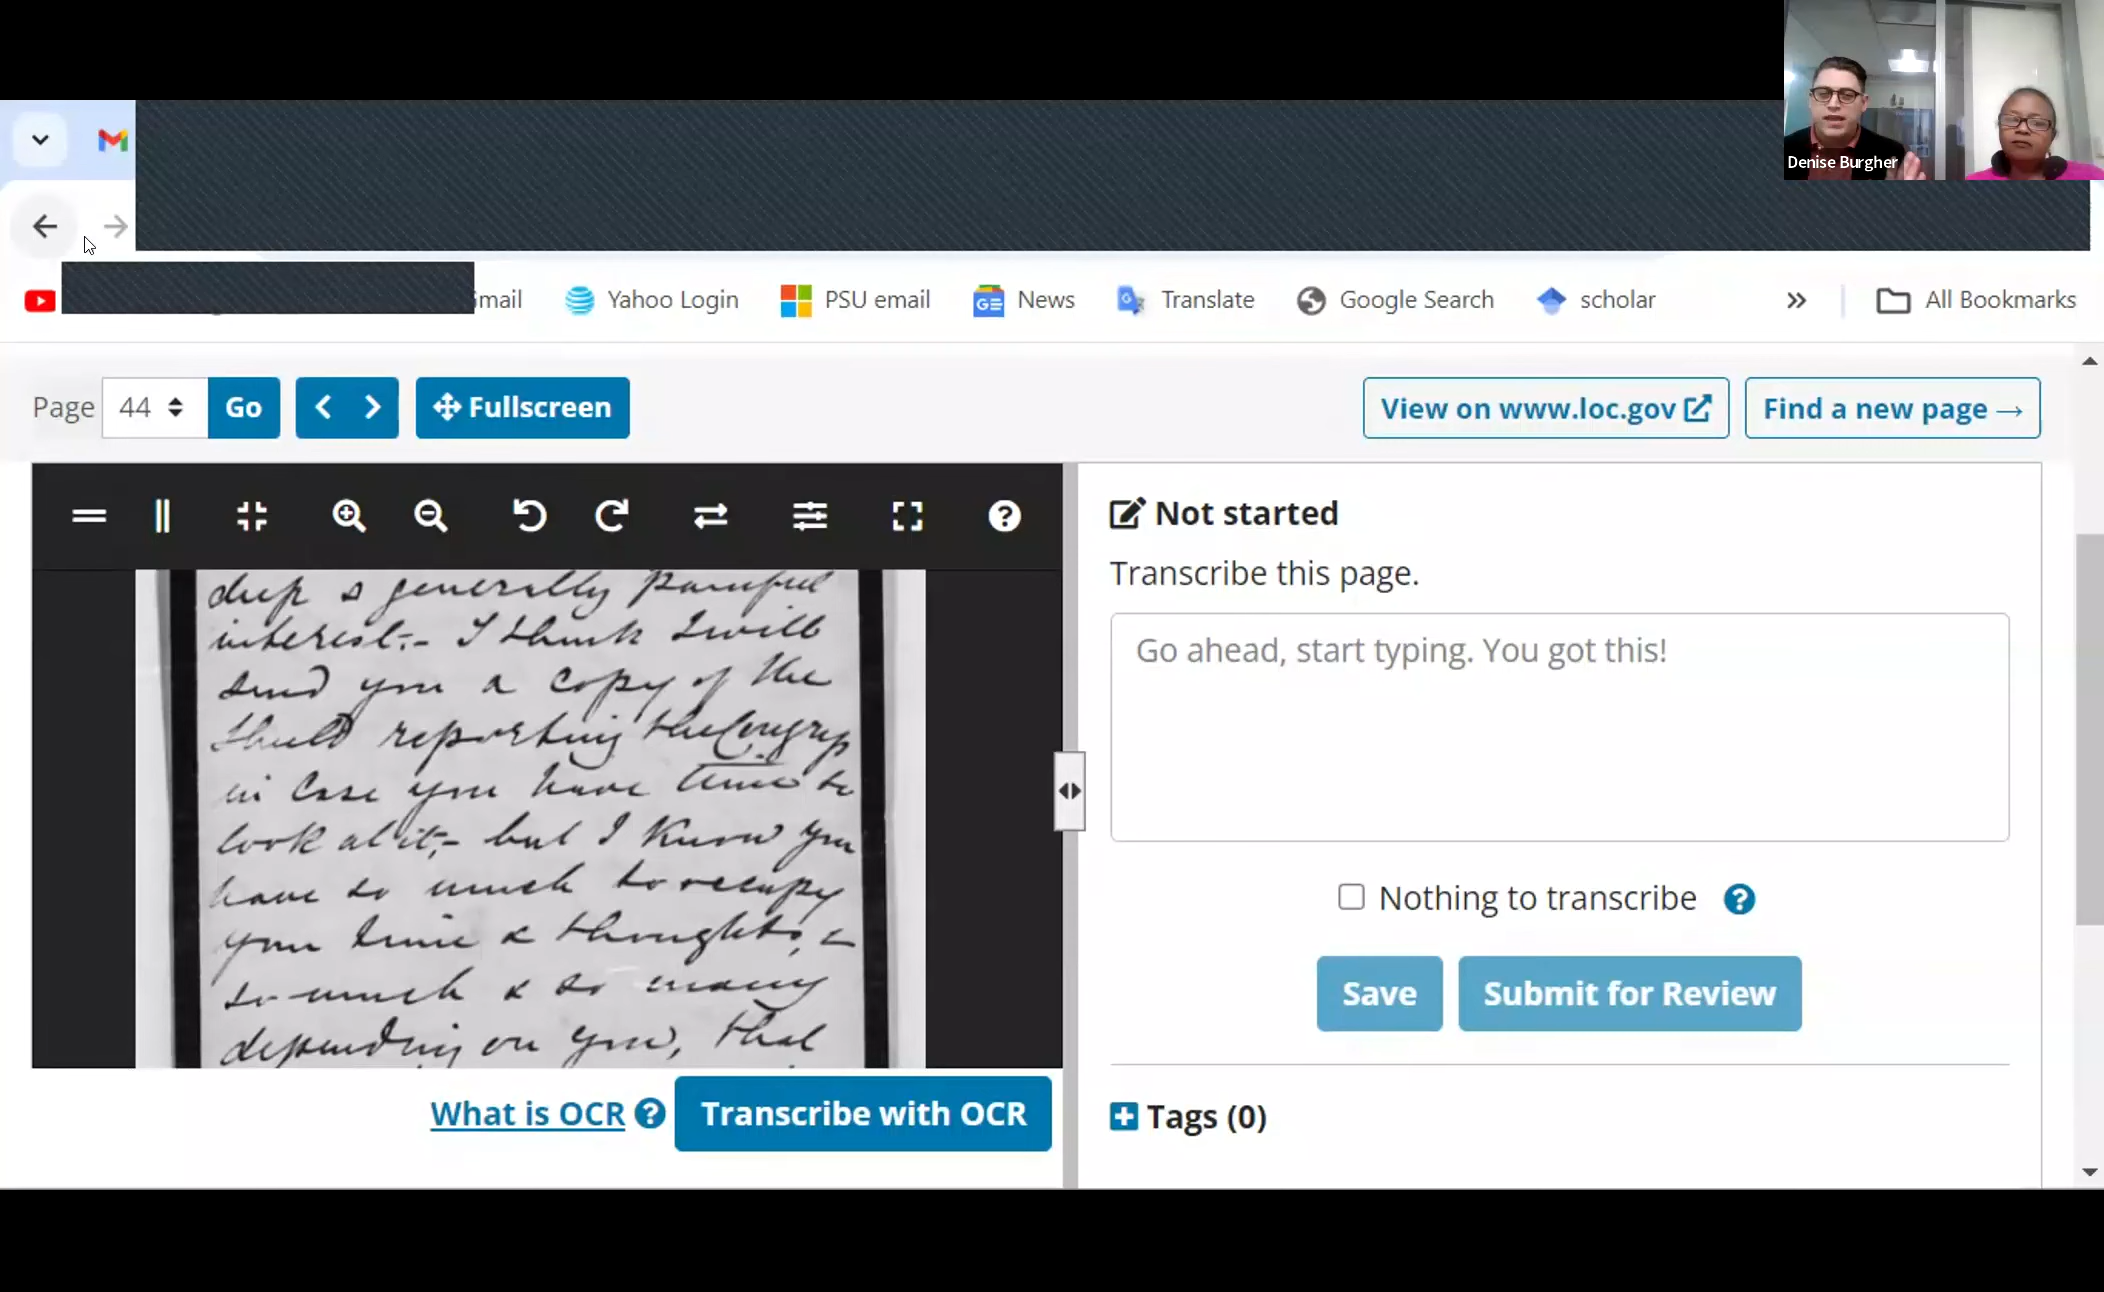 Denise Burgher
mail
Yahoo Login
PSU email
News
Translate
Google Search
scholar
All Bookmarks
Page 44 Go Fullscreen View on www.loc.gov Find a new page →
Not started
Transcribe this page.
Go ahead, start typing. You got this!
Nothing to transcribe
Save Submit for Review
Tags (0)
deep & generally painful
interest:- I think I will
send you a copy of the
Shield reporting the Congress
in case you have time to
look at it,- but I know you
have so much to occupy
your time & thoughts, &
so much & so many
depending on you, that
What is OCR Transcribe with OCR